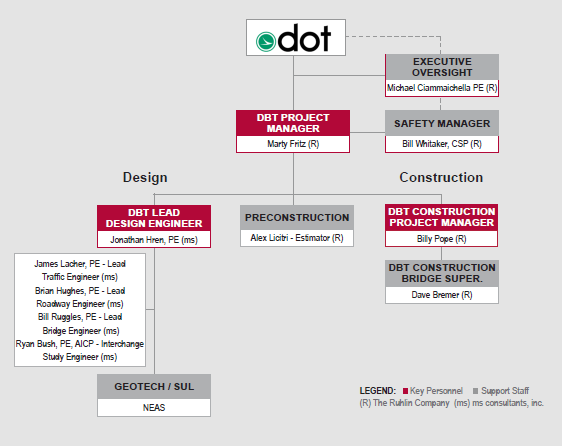 dot
EXECUTIVE
OVERSIGHT
Michael Ciammaichella PE (R)
DBT PROJECT
MANAGER
Marty Fritz (R)
SAFETY MANAGER
Bill Whitaker, CSP (R)
Design
Construction
DBT LEAD
DESIGN ENGINEER
Jonathan Hren, PE (ms)
PRECONSTRUCTION
Alex Licitri - Estimator (R)
DBT CONSTRUCTION
PROJECT MANAGER
Billy Pope (R)
James Lacher, PE - Lead
Traffic Engineer (ms)
Brian Hughes, PE - Lead
Roadway Engineer (ms)
Bill Ruggles, PE - Lead
Bridge Engineer (ms)
Ryan Bush, PE, AICP - Interchange
Study Engineer (ms)
DBT CONSTRUCTION
BRIDGE SUPER.
Dave Bremer (R)
GEOTECH / SUL
NEAS
LEGEND: Key Personnel Support Staff
(R) The Ruhlin Company (ms) ms consultants, inc.